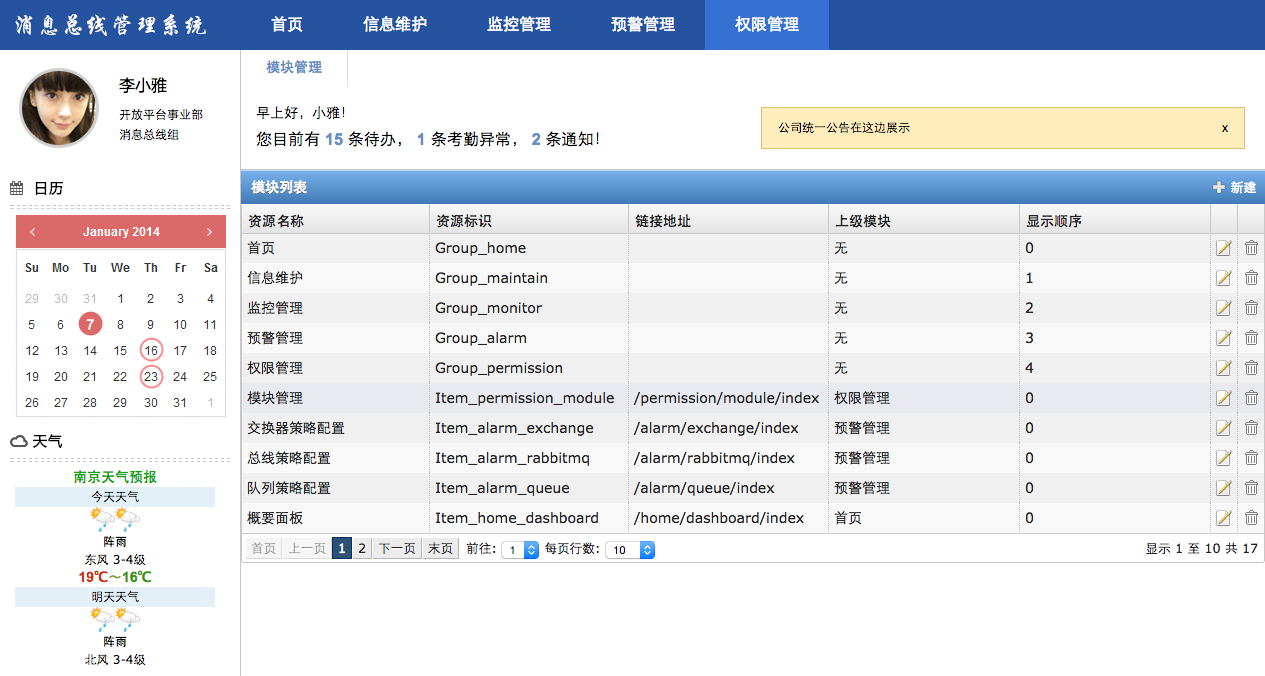 消息总线管理系统 首页 信息维护 监控管理 预警管理 权限管理
李小雅
开放平台事业部
消息总线组
日历
January 2014
Su Mo Tu We Th Fr Sa
29 30 31 1 2 3 4
5 6 7 8 9 10 11
12 13 14 15 16 17 18
19 20 21 22 23 24 25
26 27 28 29 30 31 1
天气
南京天气预报
今天天气
阵雨
东风 3-4级
19℃~16℃
明天天气
阵雨
北风 3-4级
模块管理
早上好，小雅！
您目前有 15 条待办， 1 条考勤异常， 2 条通知！
公司统一公告在这边展示 x
模块列表 新建
资源名称 资源标识 链接地址 上级模块 显示顺序
首页 Group_home 无 0
信息维护 Group_maintain 无 1
监控管理 Group_monitor 无 2
预警管理 Group_alarm 无 3
权限管理 Group_permission 无 4
模块管理 Item_permission_module /permission/module/index 权限管理 0
交换器策略配置 Item_alarm_exchange /alarm/exchange/index 预警管理 0
总线策略配置 Item_alarm_rabbitmq /alarm/rabbitmq/index 预警管理 0
队列策略配置 Item_alarm_queue /alarm/queue/index 预警管理 0
概要面板 Item_home_dashboard /home/dashboard/index 首页 0
首页 上一页 1 2 下一页 末页 前往: 1 每页行数: 10 显示 1 至 10 共 17